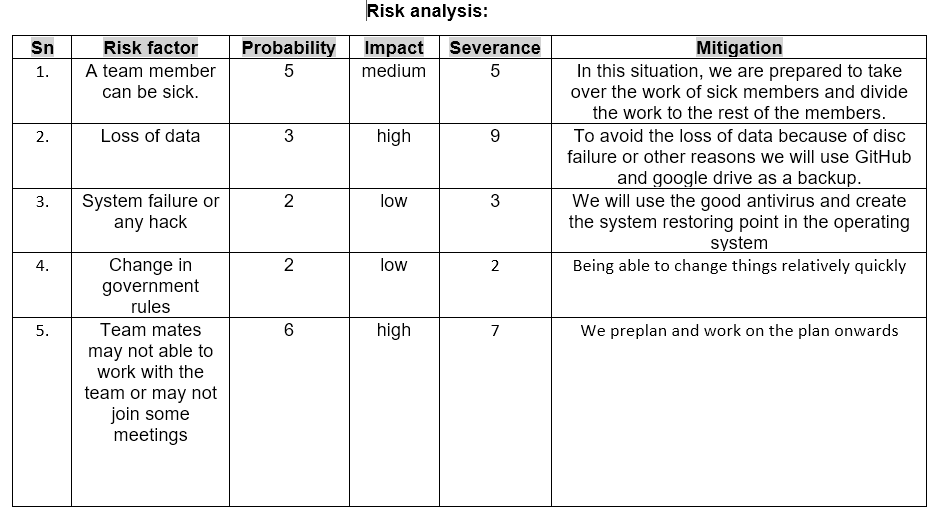 Risk analysis:
Sn Risk factor Probability Impact Severance Mitigation
1. A team member can be sick. 5 medium 5 In this situation, we are prepared to take over the work of sick members and divide the work to the rest of the members.
2. Loss of data 3 high 9 To avoid the loss of data because of disc failure or other reasons we will use GitHub and google drive as a backup.
3. System failure or any hack 2 low 3 We will use the good antivirus and create the system restoring point in the operating system
4. Change in government rules 2 low 2 Being able to change things relatively quickly
5. Team mates may not able to work with the team or may not join some meetings 6 high 7 We preplan and work on the plan onwards